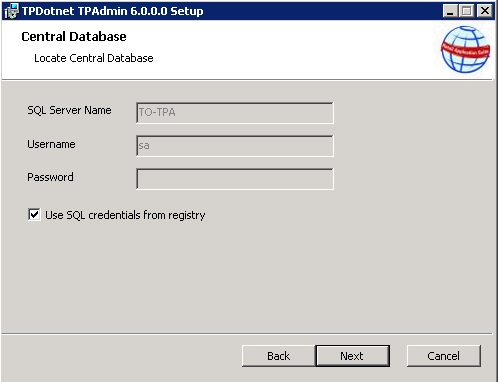 TPDotnet TPAdmin 6.0.0.0 Setup
Central Database
Locate Central Database
SQL Server Name TO-TPA
Username sa
Password
Use SQL credentials from registry
Back Next Cancel